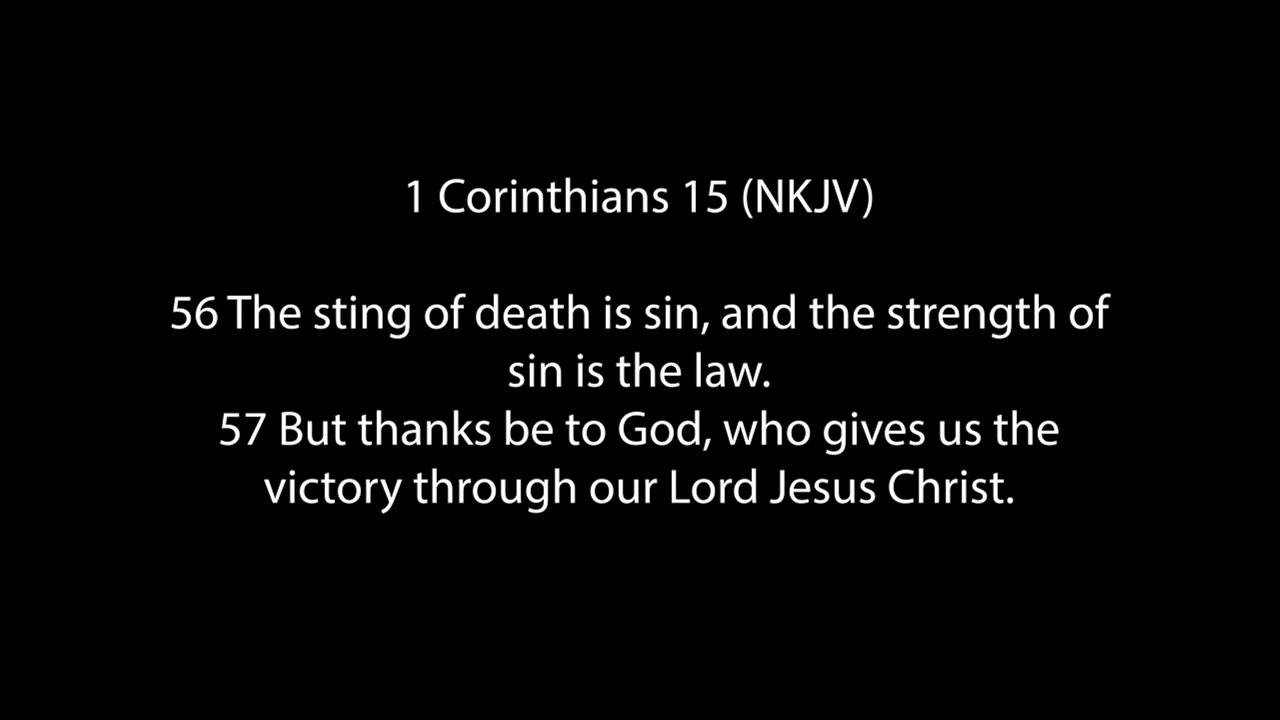 1 Corinthians 15 (NKJV)
56 The sting of death is sin, and the strength of
sin is the law.
57 But thanks be to God, who gives us the
victory through our Lord Jesus Christ.